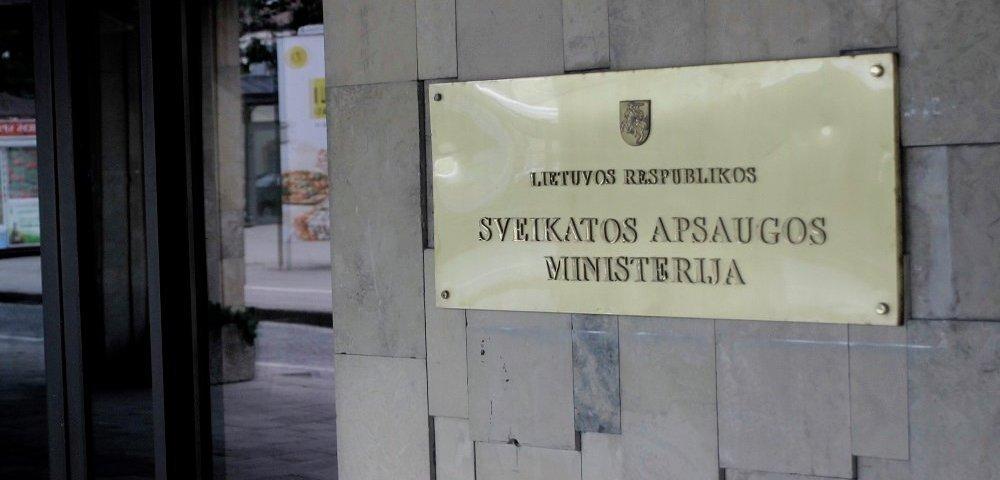 LIETUVOS RESPUBLIKOS
SVEIKATOS APSAUGOS
MINISTERIJA